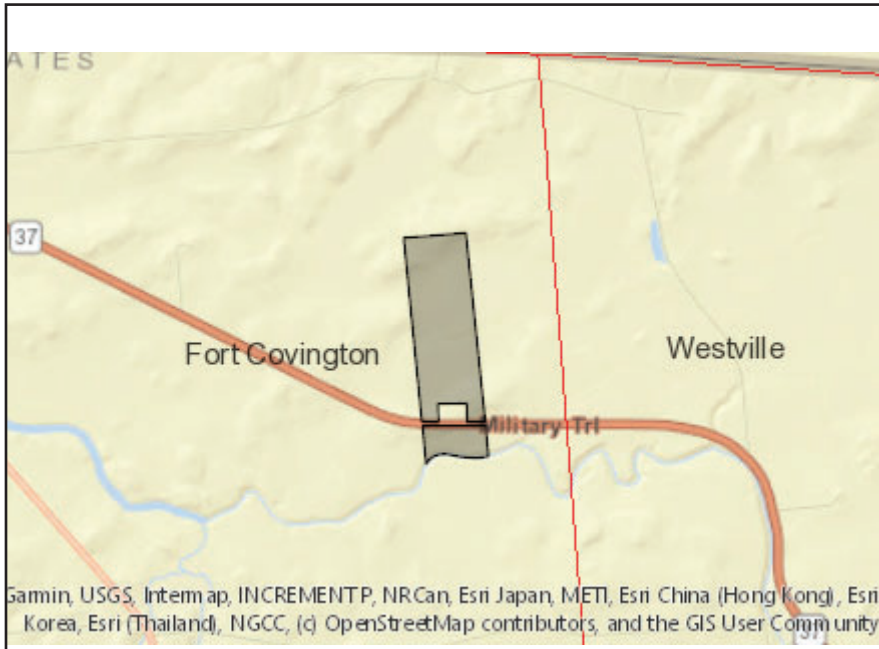 ATES
37
Fort Covington
Westville
Military Trl
Garmin, USGS, Intermap, INCREMENT P, NRCan, Esri Japan, METI, Esri China (Hong Kong), Esri
Korea, Esri (Thailand), NGCC, (c) OpenStreetMap contributors, and the GIS User Community
37